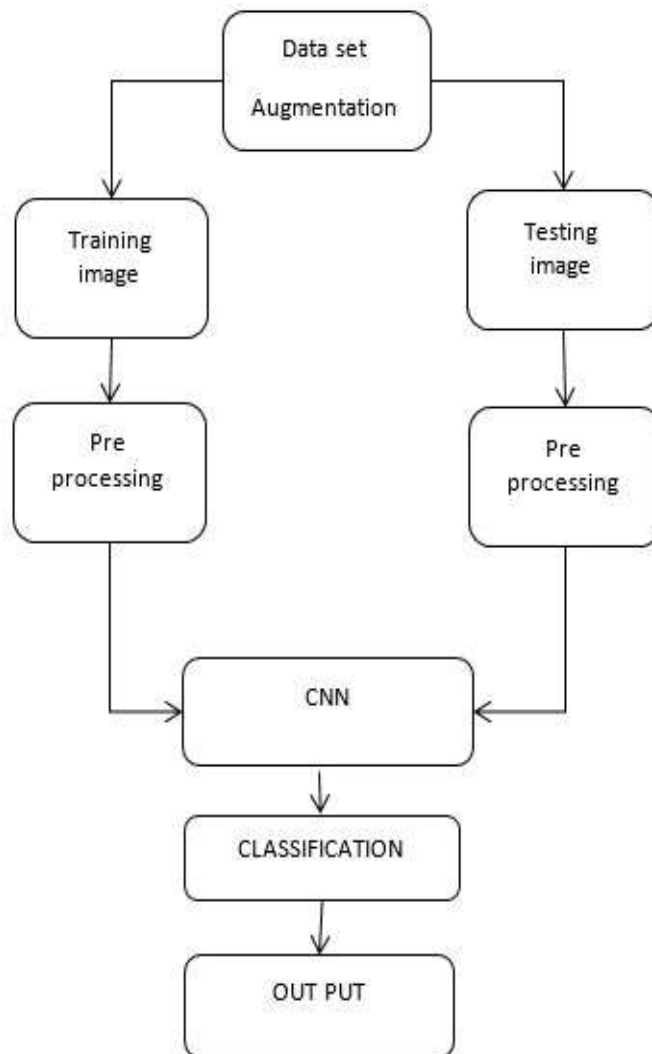 Data set
Augmentation
Training
image
Testing
image
Pre
processing
Pre
processing
CNN
CLASSIFICATION
OUT PUT